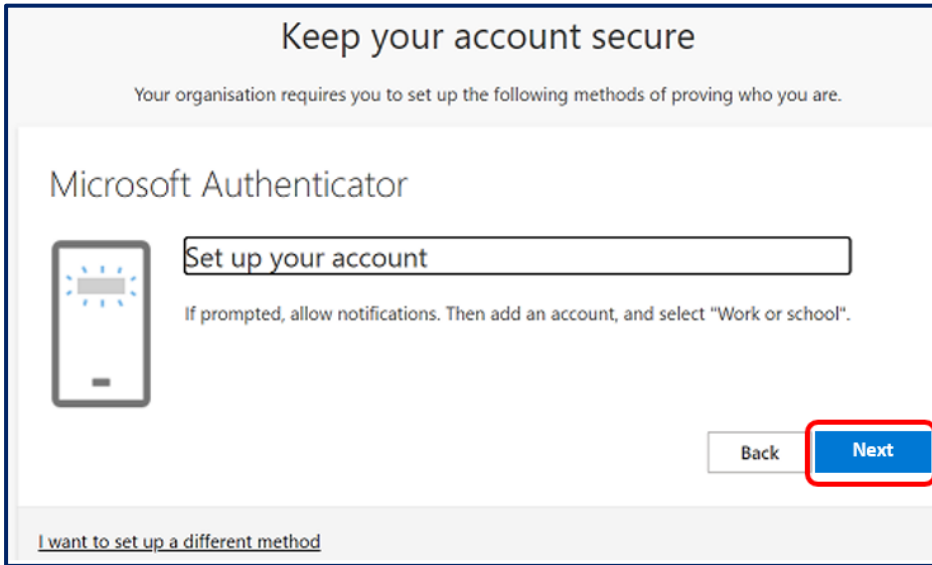 Keep your account secure
Your organisation requires you to set up the following methods of proving who you are.
Microsoft Authenticator
Set up your account
If prompted, allow notifications. Then add an account, and select "Work or school".
Back
Next
I want to set up a different method